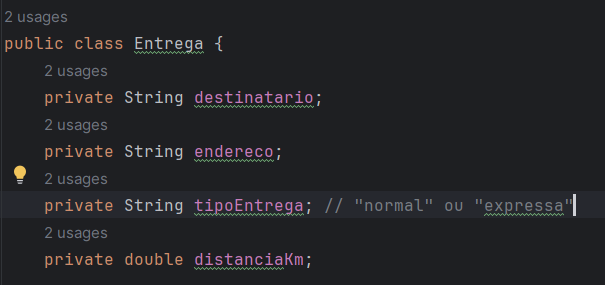 2 usages
public class Entrega {
2 usages
private String destinatario;
2 usages
private String endereco;
2 usages
private String tipoEntrega; // "normal" ou "expressa"
2 usages
private double distanciaKm;